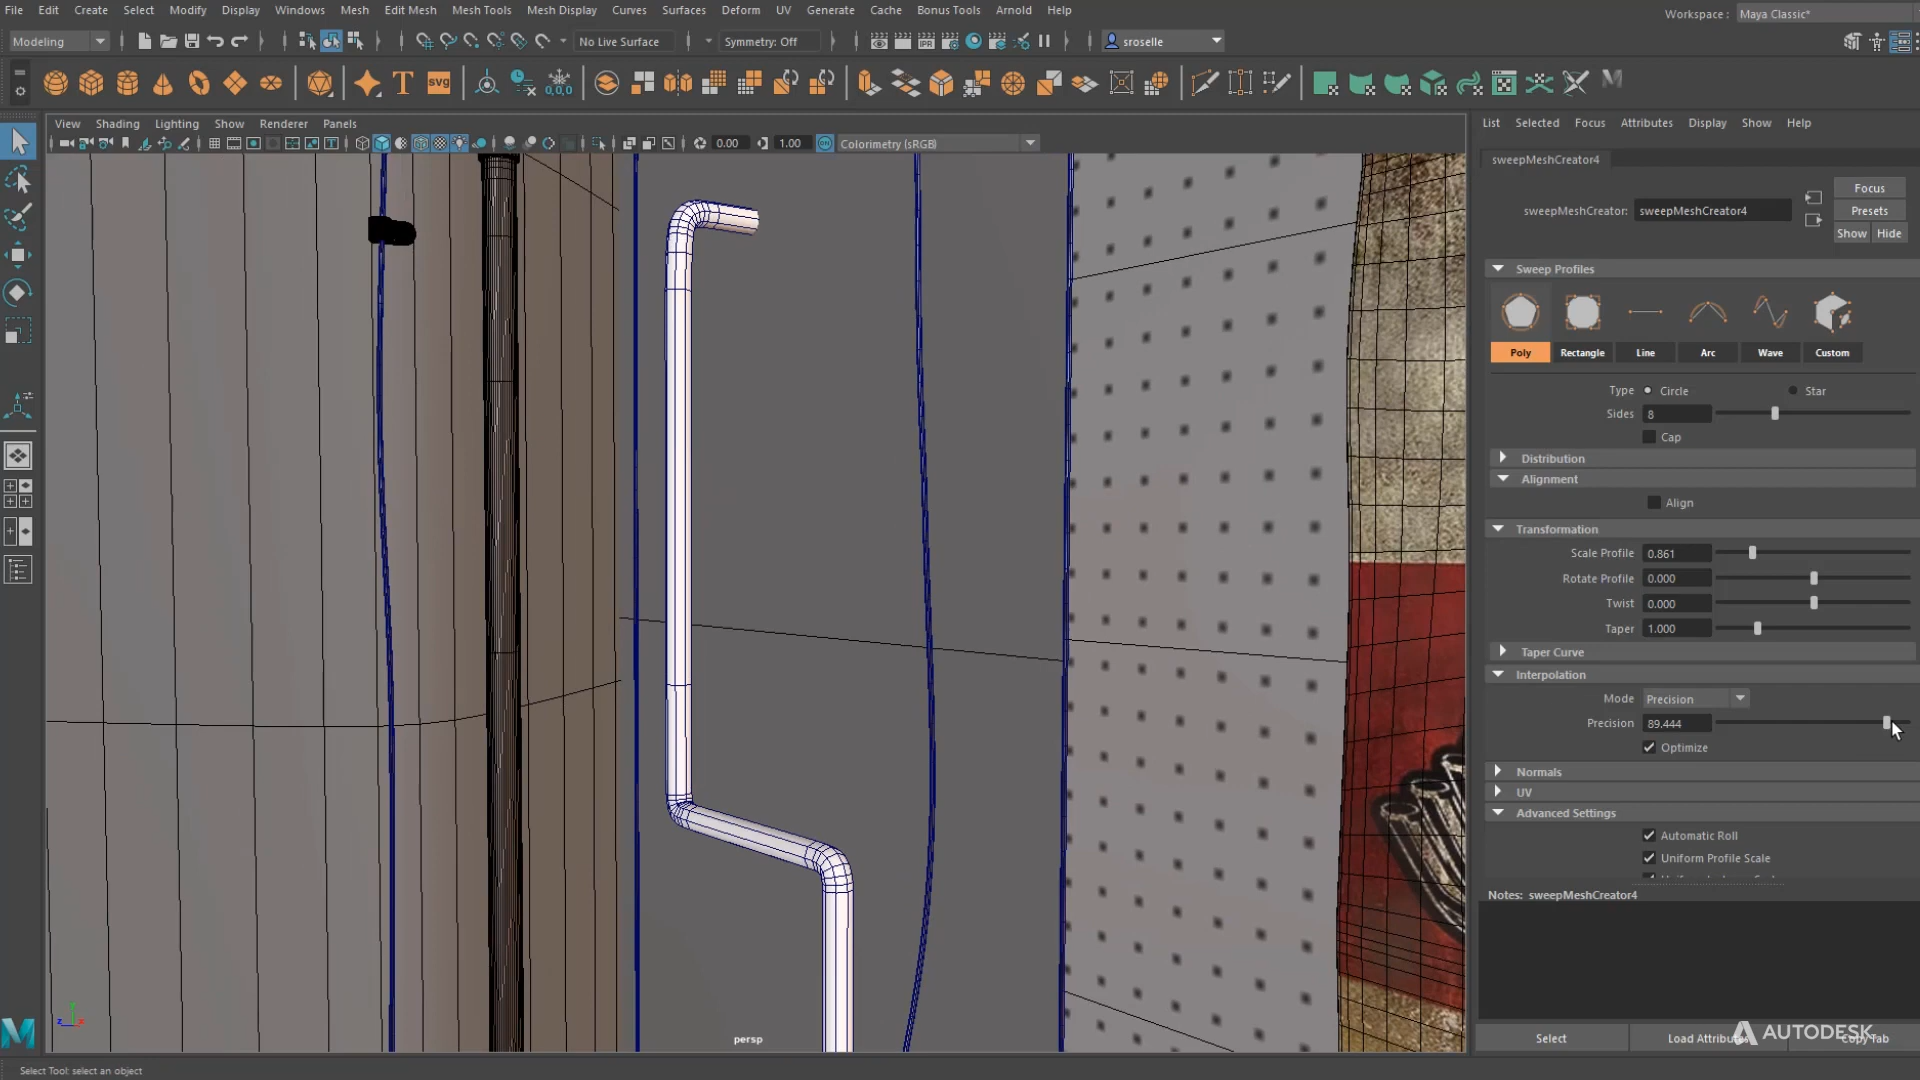 File Edit Create Select Modify Display Windows Mesh Edit Mesh Mesh Tools Mesh Display Curves Surfaces Deform UV Generate Cache Bonus Tools Arnold Help
Workspace : Maya Classic*
Modeling
No Live Surface
Symmetry: Off
IPR
sroselle
T
SVG
0,0,0
View Shading Lighting Show Renderer Panels
0.00
1.00
ON
Colorimetry (sRGB)
List Selected Focus Attributes Display Show Help
sweepMeshCreator4
Focus
sweepMeshCreator: sweepMeshCreator4
Presets
Show Hide
Sweep Profiles
Poly Rectangle Line Arc Wave Custom
Type Circle Star
Sides 8
Cap
Distribution
Alignment
Align
Transformation
Scale Profile 0.861
Rotate Profile 0.000
Twist 0.000
Taper 1.000
Taper Curve
Interpolation
Mode Precision
Precision 89.444
Optimize
Normals
UV
Advanced Settings
Automatic Roll
Uniform Profile Scale
Notes: sweepMeshCreator4
persp
Select
AUTODESK
Select Tool: select an object